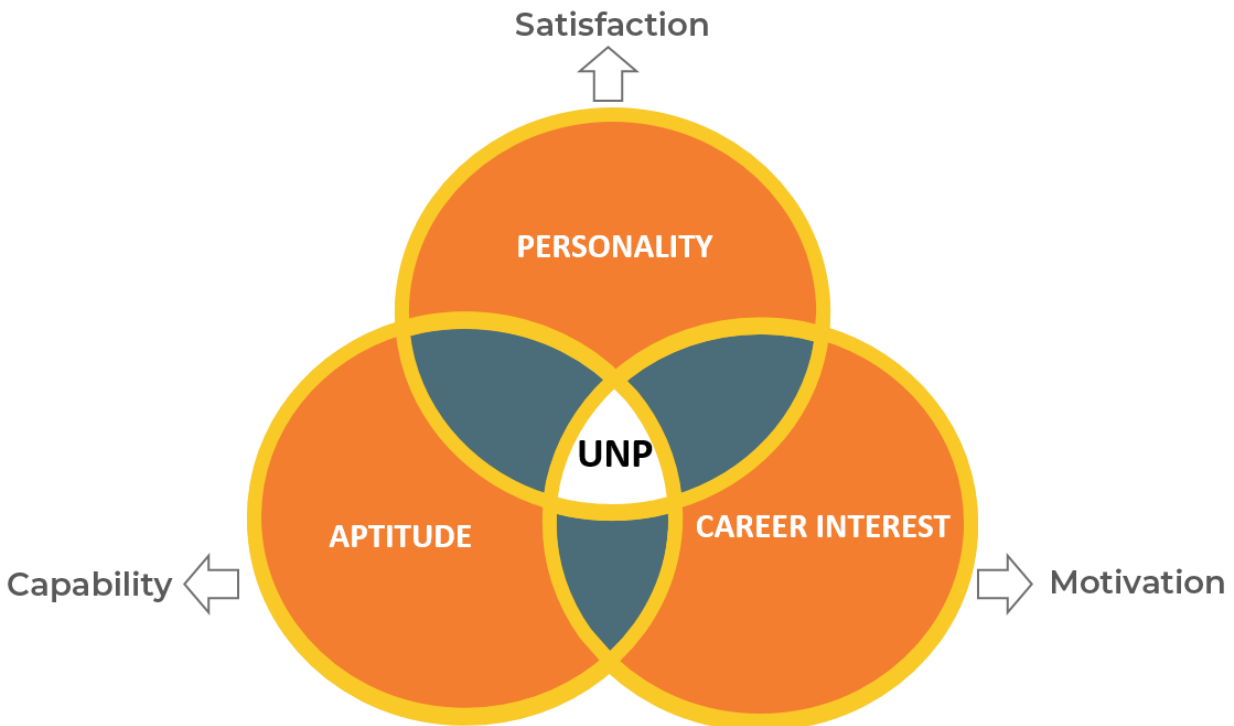 Satisfaction
PERSONALITY
UNP
APTITUDE
CAREER INTEREST
Capability
Motivation